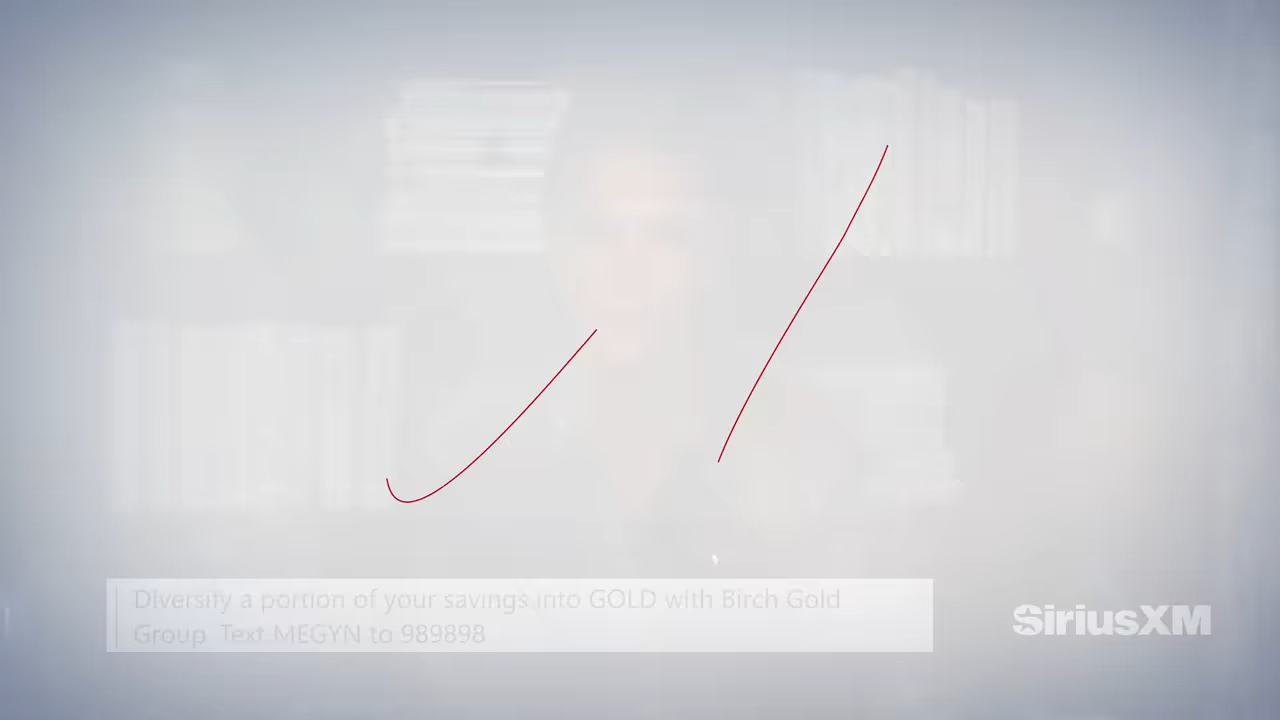 Diversify a portion of your savings into GOLD with Birch Gold
Group Text MEGYN to 989898
SiriusXM